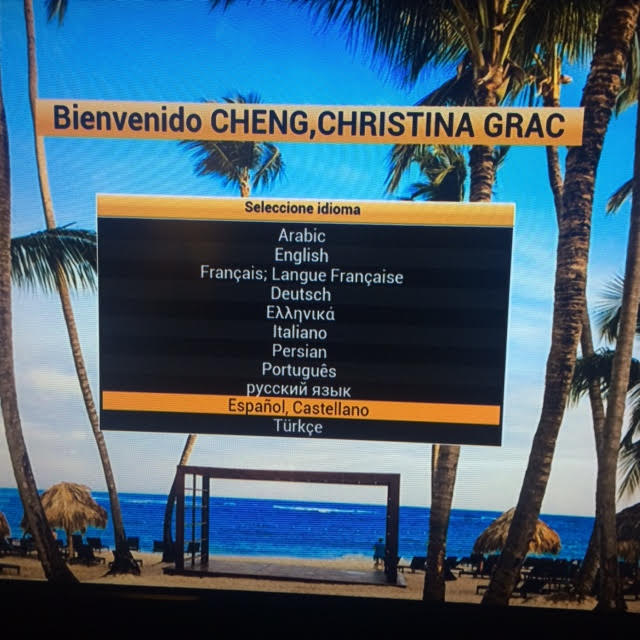 Bienvenido CHENG,CHRISTINA GRAC
Seleccione idioma
Arabic
English
Français; Langue Française
Deutsch
Ελληνικά
Italiano
Persian
Português
русский язык
Español, Castellano
Türkçe